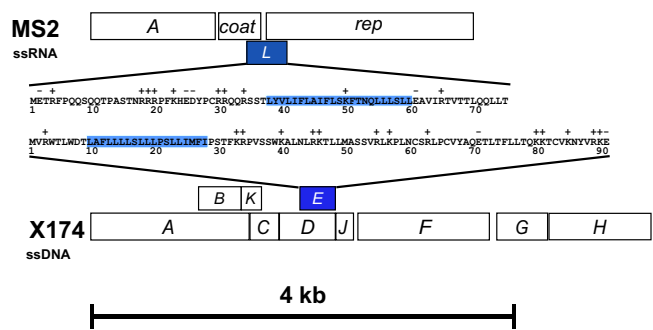 MS2
ssRNA
A coat rep
L
- + +++ + -- ++ + + - +
METRFPQQSQQTPASTNRRRPFKHEDYPCRRQQRSSTLYVLIFLAIFLSKFTNQLLLSLLEAVIRTVTTLQQLLT
1 10 20 30 40 50 60 70
+ ++ + ++ + + + - ++ + ++-
MVRWTLWDTLAFLLLLSLLLPSLLIMFIPSTFKRPVSSWKALNLRKTLLMASSVRLKPLNCSRLPCVYAQETLTFLLTQKKTCVKNYVRKE
1 10 20 30 40 50 60 70 80 90
B K E
X174
ssDNA
A C D J F G H
4 kb